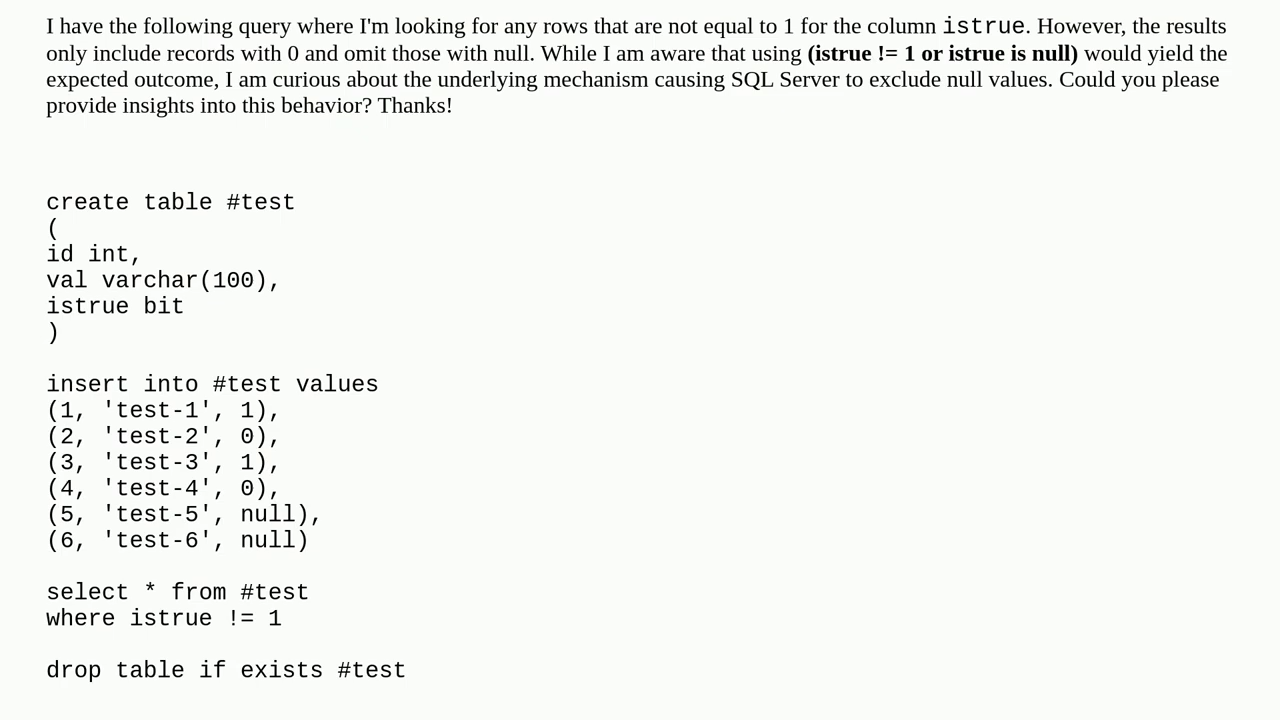 I have the following query where I'm looking for any rows that are not equal to 1 for the column istrue. However, the results
only include records with 0 and omit those with null. While I am aware that using (istrue != 1 or istrue is null) would yield the
expected outcome, I am curious about the underlying mechanism causing SQL Server to exclude null values. Could you please
provide insights into this behavior? Thanks!
create table #test
(
id int,
val varchar(100),
istrue bit
)
insert into #test values
(1, 'test-1', 1),
(2, 'test-2', 0),
(3, 'test-3', 1),
(4, 'test-4', 0),
(5, 'test-5', null),
(6, 'test-6', null)
select * from #test
where istrue != 1
drop table if exists #test